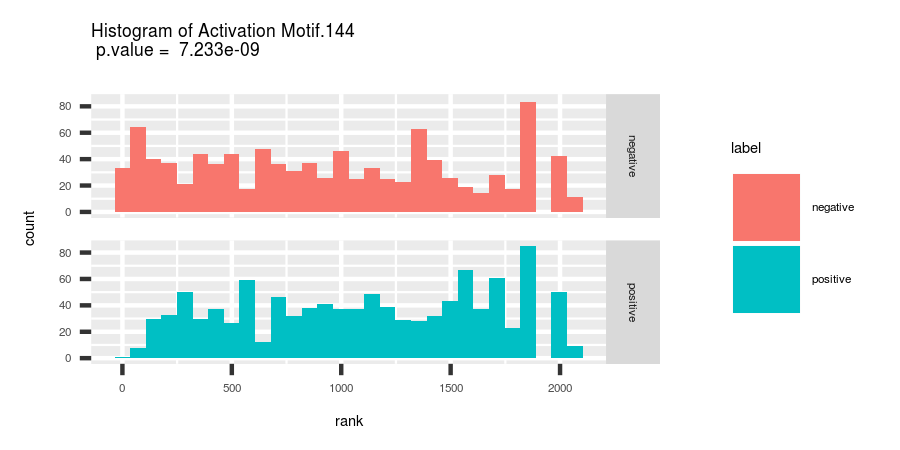 Histogram of Activation Motif.144
p.value = 7.233e-09
80
60
40
20
0
negative
80
60
40
20
0
positive
0 500 1000 1500 2000
rank
count
label
negative
positive